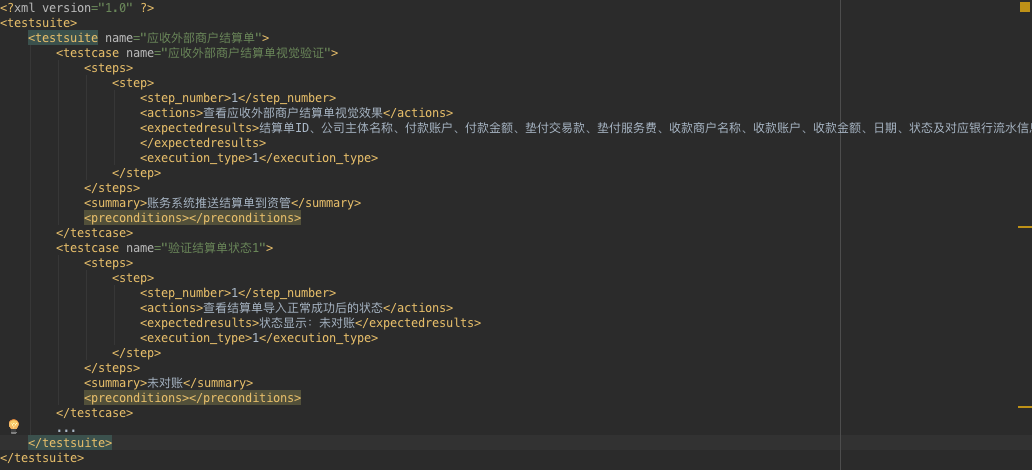 <?xml version="1.0" ?>
<testsuite>
<testsuite name="应收外部商户结算单">
<testcase name="应收外部商户结算单视觉验证">
<steps>
<step>
<step_number>1</step_number>
<actions>查看应收外部商户结算单视觉效果</actions>
<expectedresults>结算单ID、公司主体名称、付款账户、付款金额、垫付交易款、垫付服务费、收款商户名称、收款账户、收款金额、日期、状态及对应银行流水信息
</expectedresults>
<execution_type>1</execution_type>
</step>
</steps>
<summary>账务系统推送结算单到资管</summary>
<preconditions></preconditions>
</testcase>
<testcase name="验证结算单状态1">
<steps>
<step>
<step_number>1</step_number>
<actions>查看结算单导入正常成功后的状态</actions>
<expectedresults>状态显示：未对账</expectedresults>
<execution_type>1</execution_type>
</step>
</steps>
<summary>未对账</summary>
<preconditions></preconditions>
</testcase>
...
</testsuite>
</testsuite>